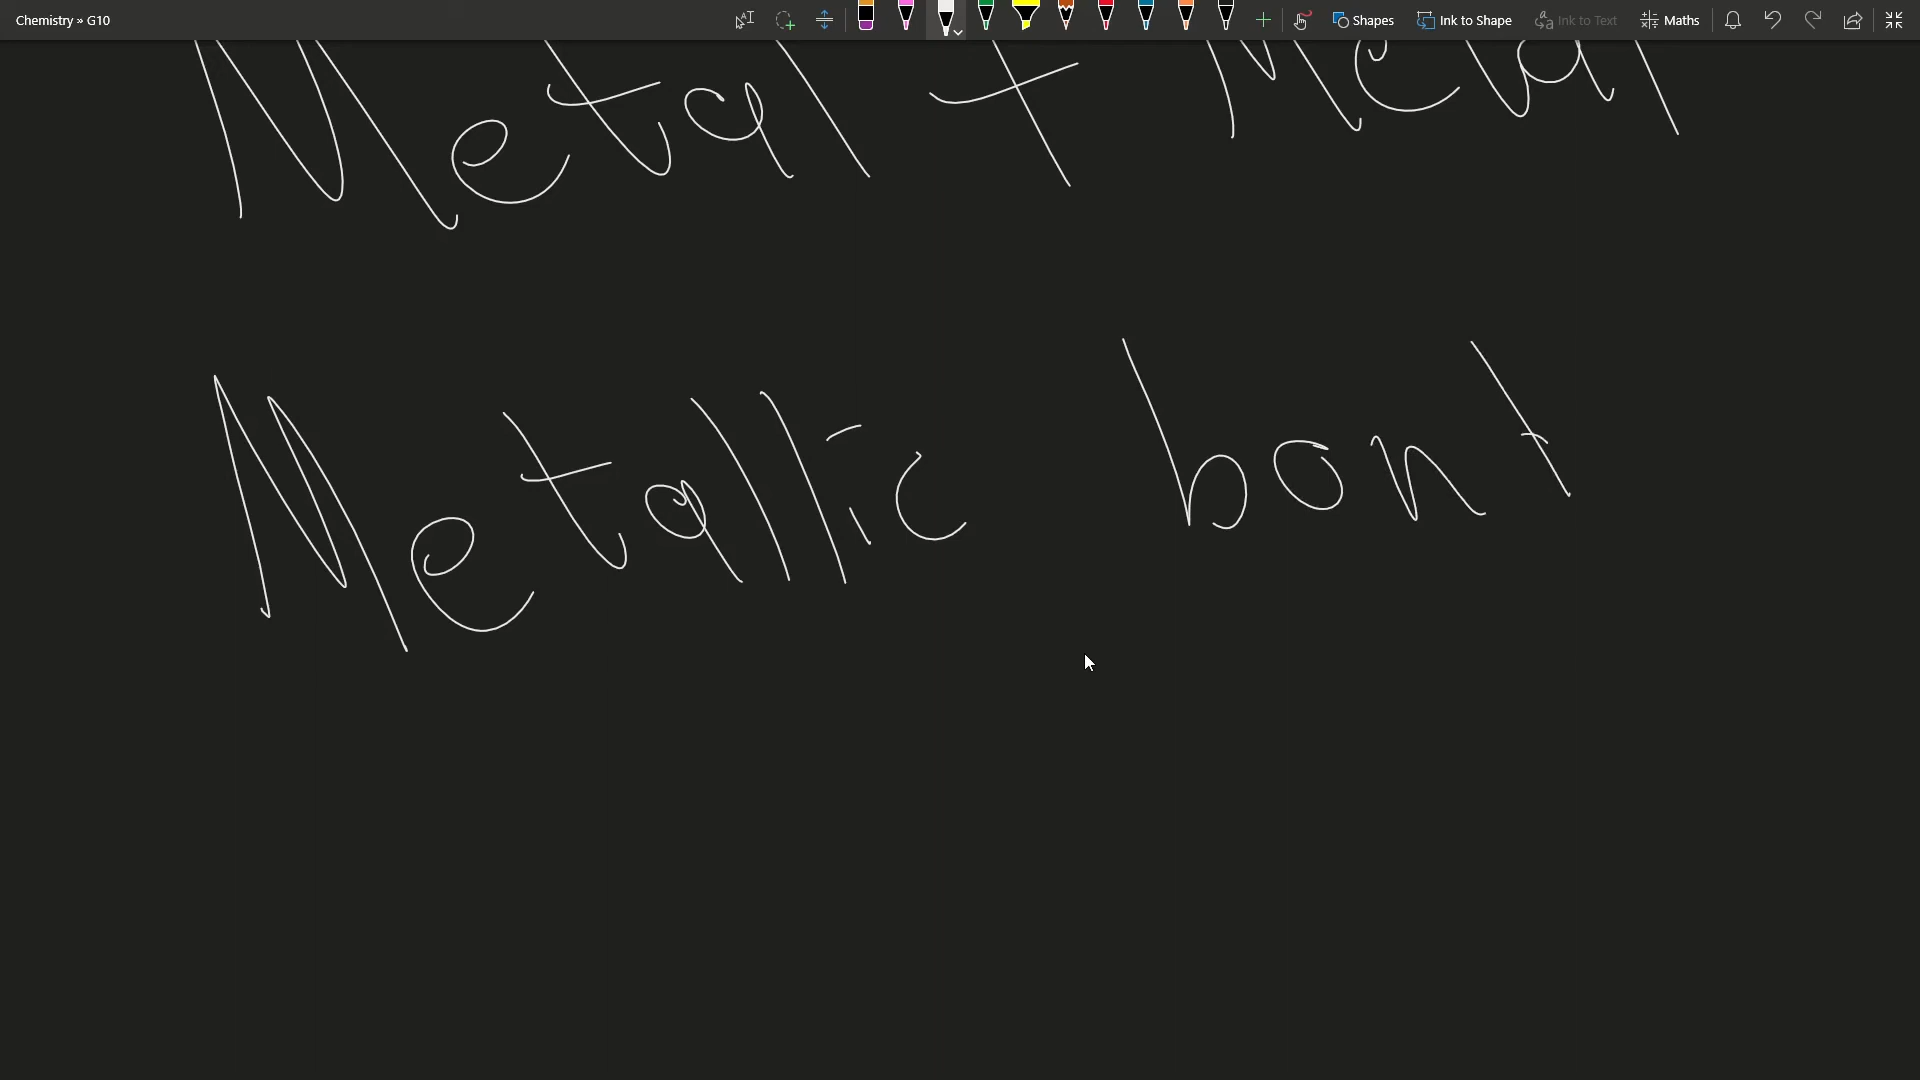 Chemistry » G10
Shapes
Ink to Shape
Ink to Text
Maths
Metal + Metal
Metallic bont